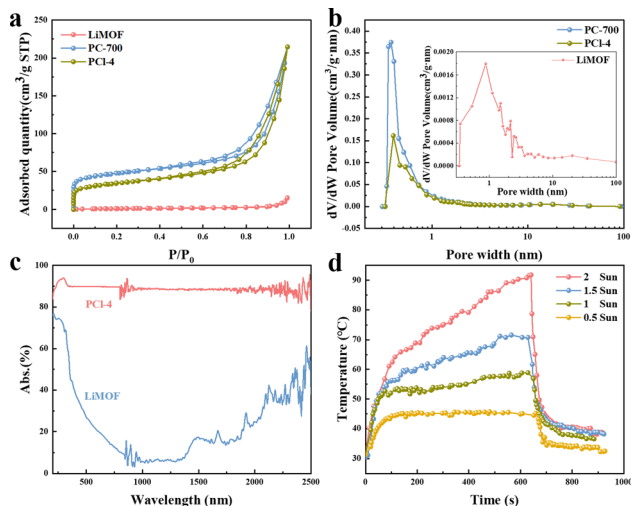 a
250
200
150
100
50
0
Adsorbed quantity(cm³/g STP)
LiMOF
PC-700
PCl-4
0.0 0.2 0.4 0.6 0.8 1.0
P/P₀
b
0.40
0.35
0.30
0.25
0.20
0.15
0.10
0.05
0.00
-0.05
dV/dW Pore Volume(cm³/g·nm)
PC-700
PCl-4
LiMOF
0.0020
0.0016
0.0012
0.0008
0.0004
0.0000
dV/dW Pore Volume(cm³/g·nm)
1 10 100
Pore width (nm)
1 10 100
Pore width (nm)
c
100
80
60
40
20
0
Abs.(%)
PCl-4
LiMOF
500 1000 1500 2000 2500
Wavelength (nm)
d
90
80
70
60
50
40
30
Temperature (℃)
2 Sun
1.5 Sun
1 Sun
0.5 Sun
0 200 400 600 800 1000
Time (s)